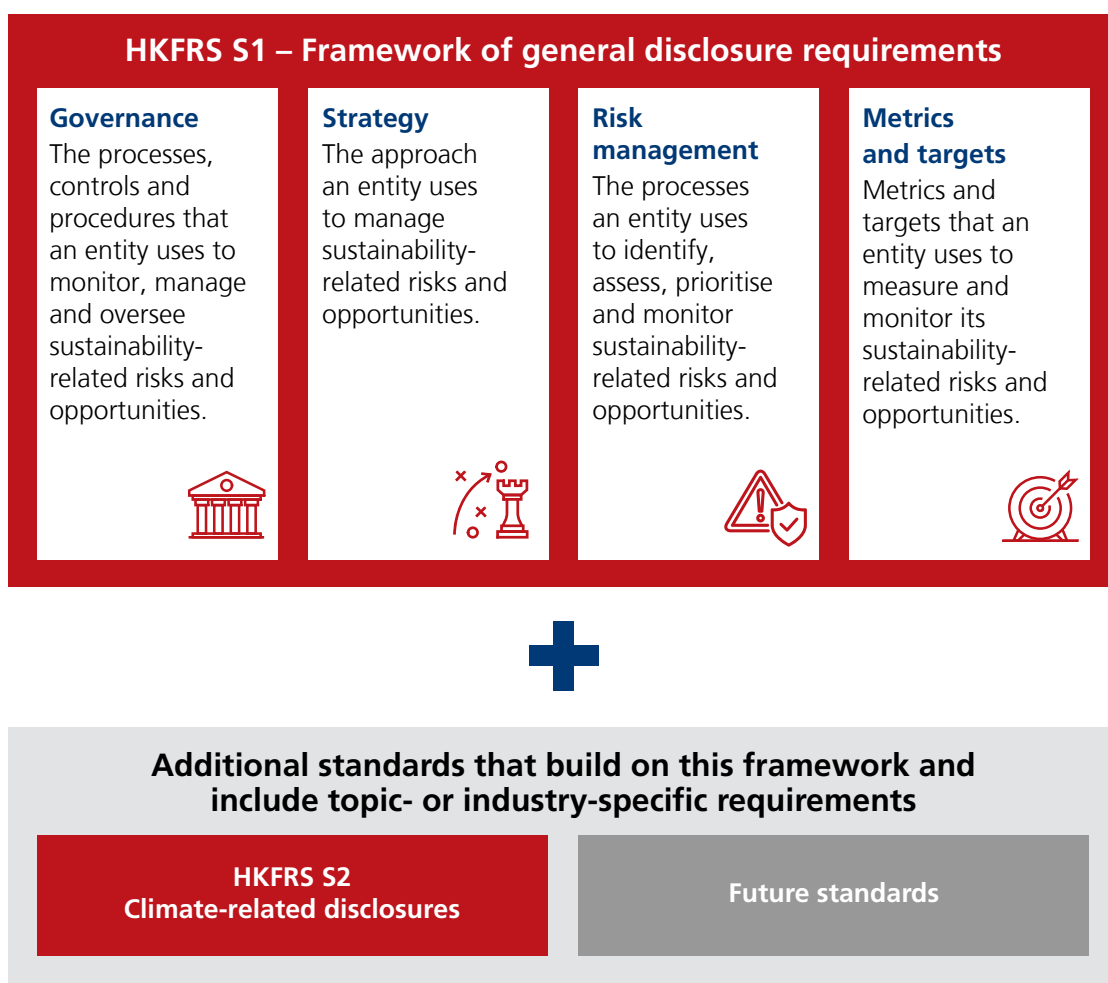 HKFRS S1 – Framework of general disclosure requirements
Governance
The processes,
controls and
procedures that
an entity uses to
monitor, manage
and oversee
sustainability-
related risks and
opportunities.
Strategy
The approach
an entity uses
to manage
sustainability-
related risks and
opportunities.
Risk
management
The processes
an entity uses
to identify,
assess, prioritise
and monitor
sustainability-
related risks and
opportunities.
Metrics
and targets
Metrics and
targets that an
entity uses to
measure and
monitor its
sustainability-
related risks and
opportunities.
Additional standards that build on this framework and
include topic- or industry-specific requirements
HKFRS S2
Climate-related disclosures
Future standards